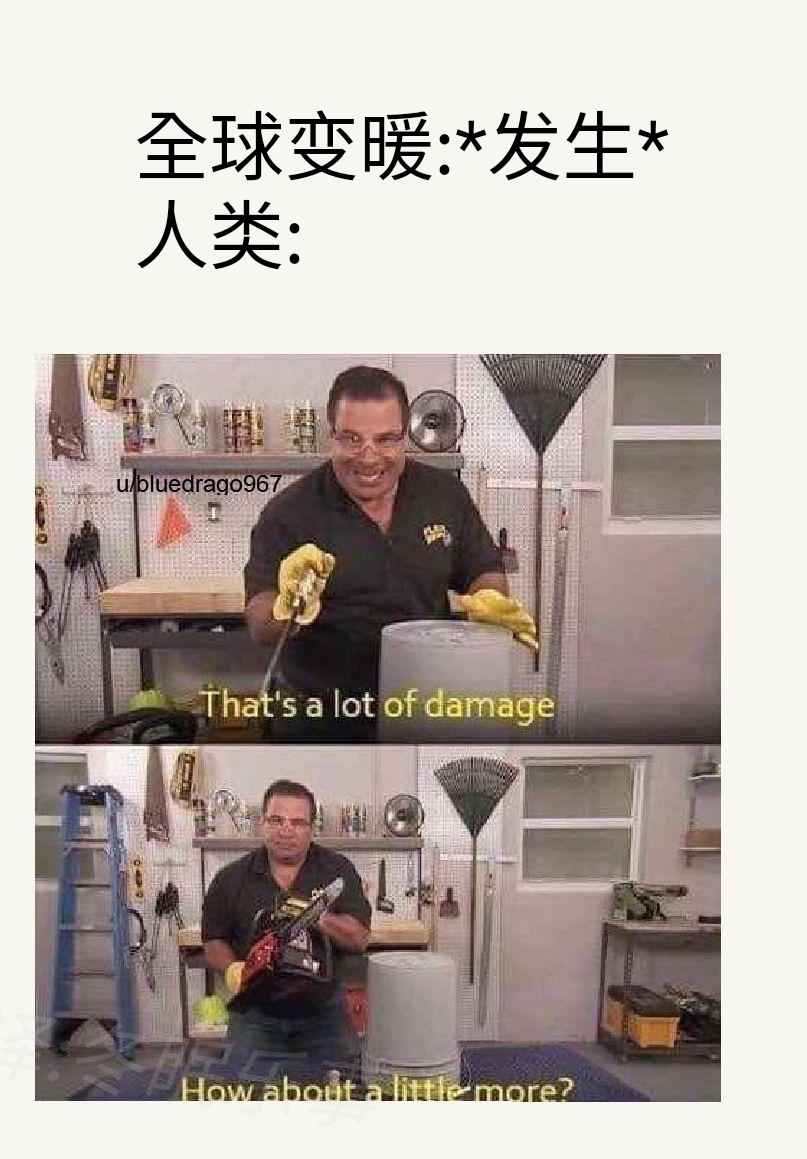 全球变暖:*发生*
人类:
u/bluedrago967
That's a lot of damage
How about a little more?